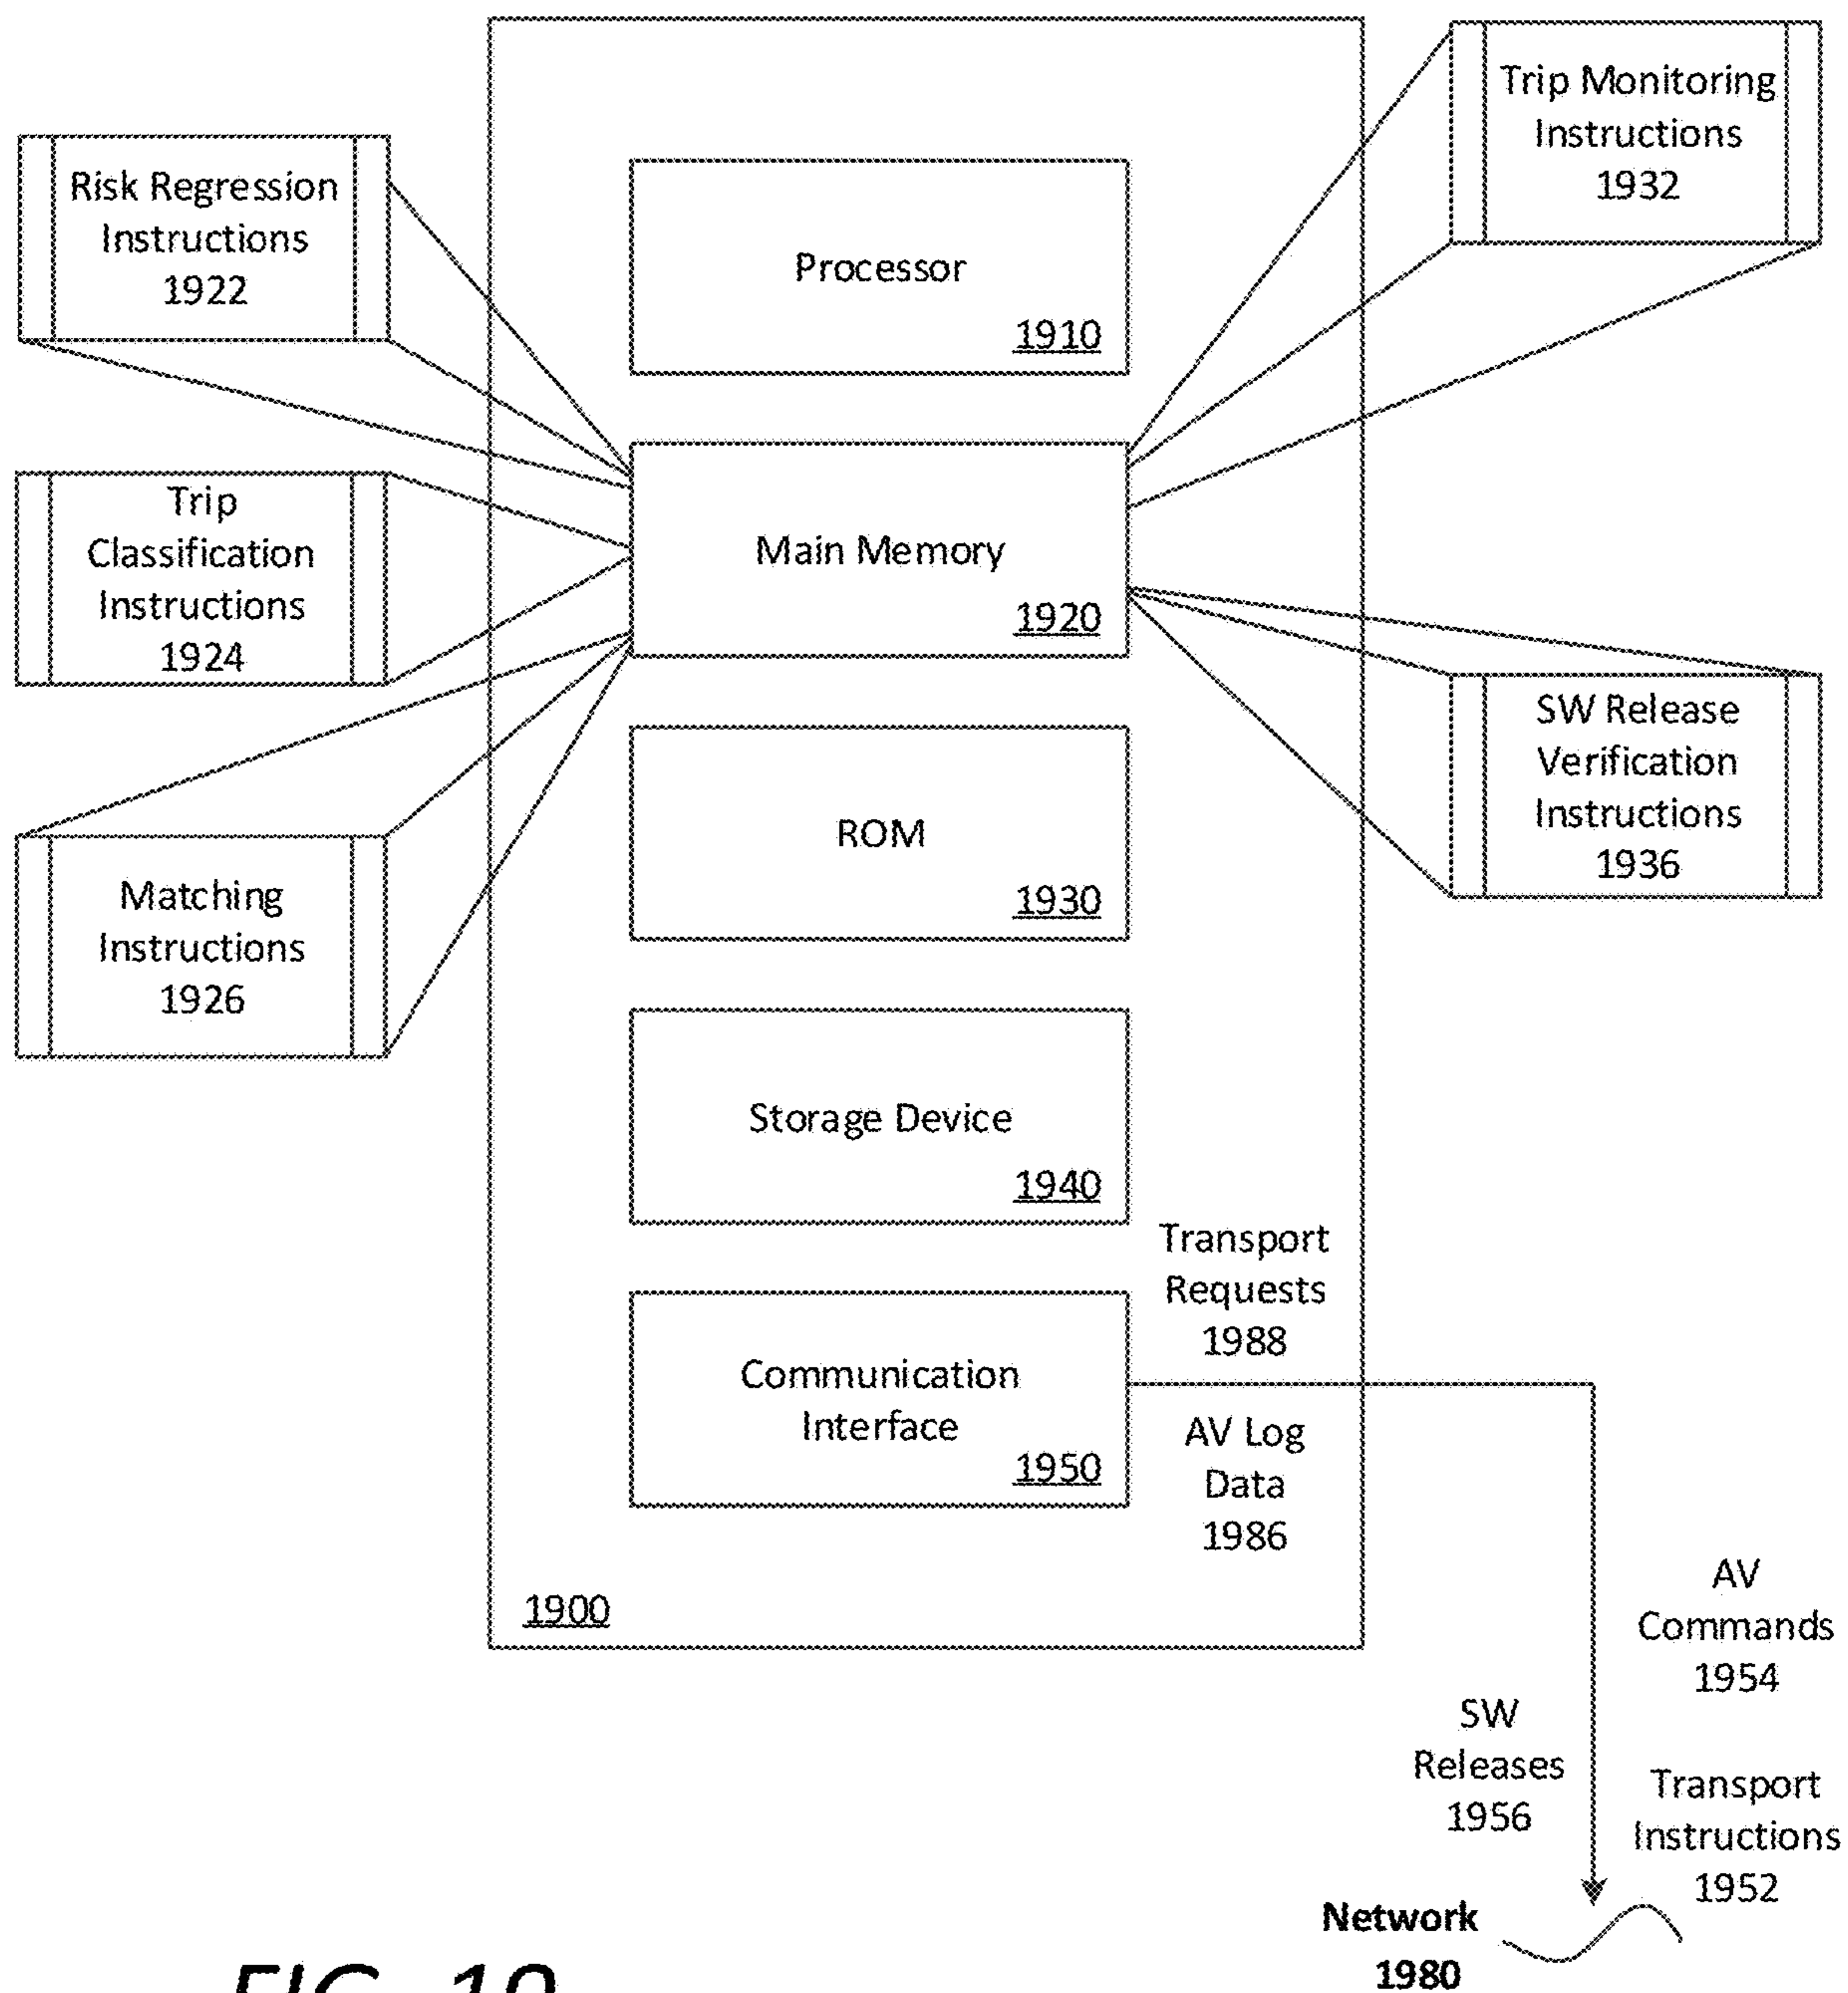 Trip Monitoring
Instructions
1932
Risk Regression
Instructions
1922
Processor
1910
Trip
Classification
Instructions
1924
Main Memory
1920
SW Release
Verification
Instructions
1936
ROM
1930
Matching
Instructions
1926
Storage Device
1940
Transport
Requests
1988
Communication
Interface
1950
AV Log
Data
1986
1900
AV
Commands
1954
SW
Releases
1956
Transport
Instructions
1952
Network
1980
FIG. 19